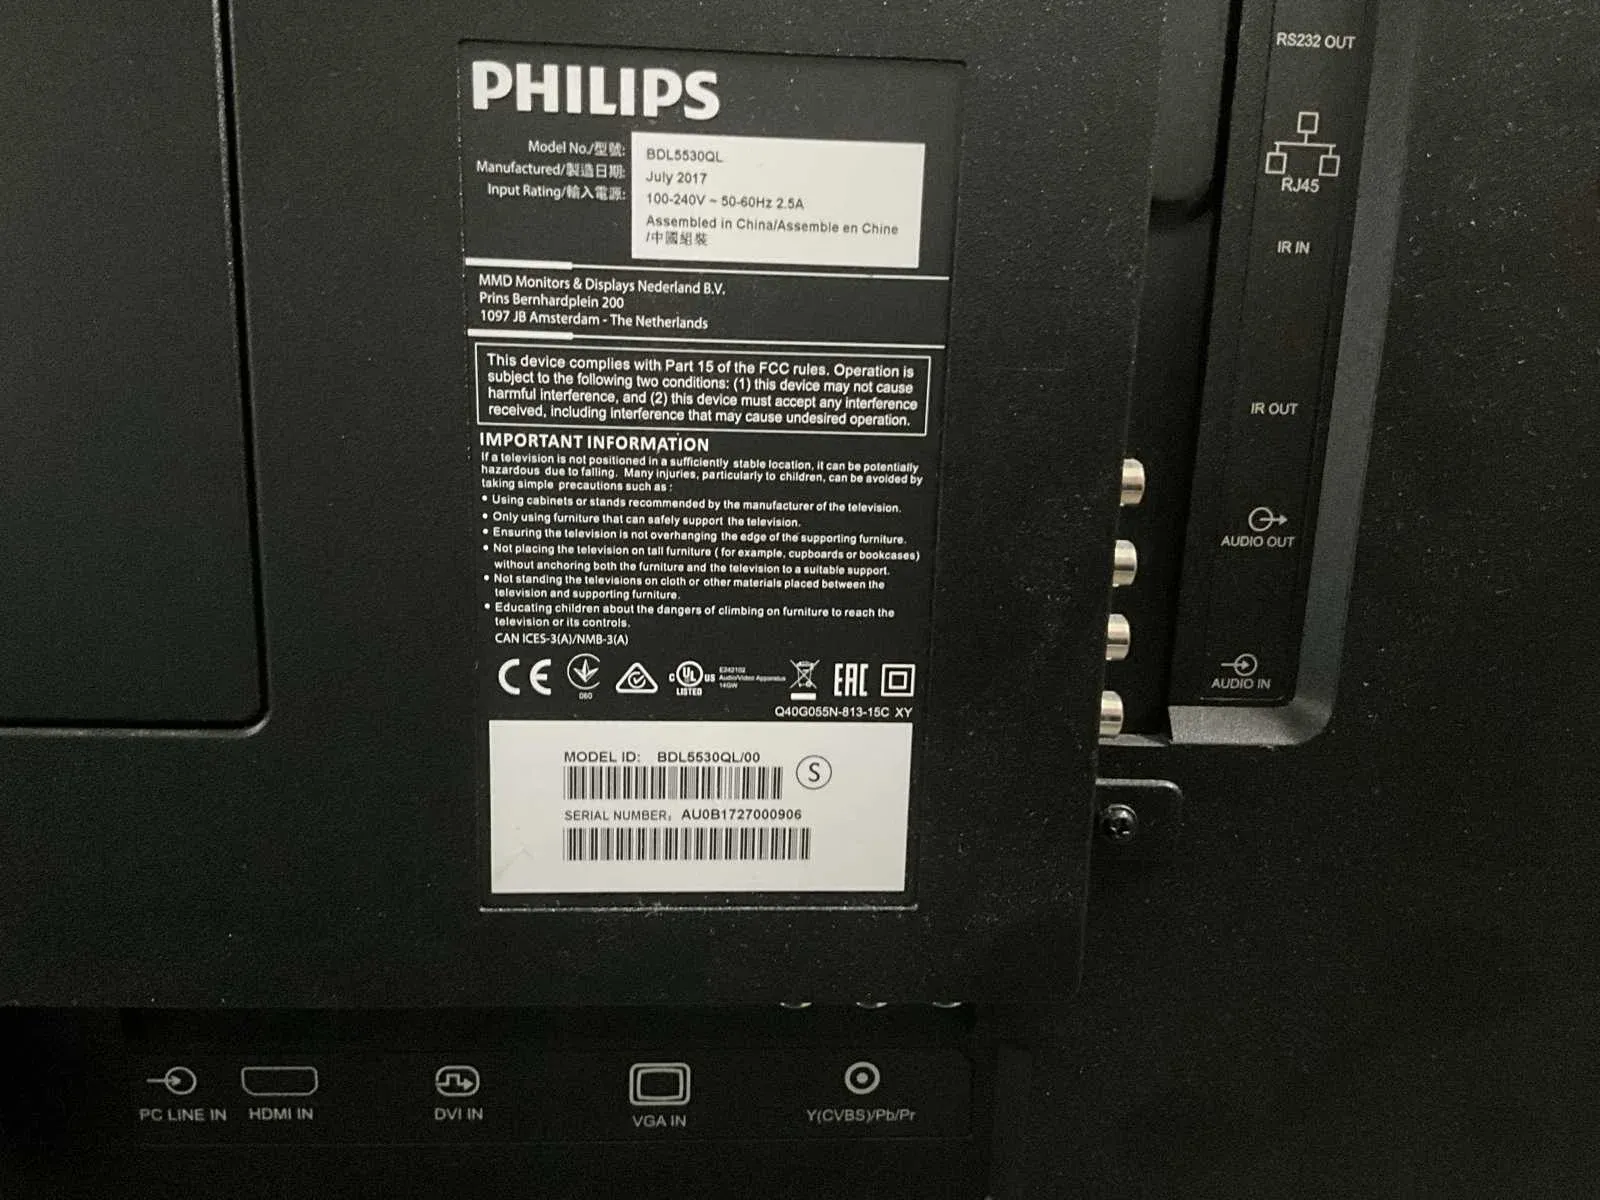 PHILIPS
Model No./型號: BDL5530QL
Manufactured/製造日期: July 2017
Input Rating/輸入電源: 100-240V ~ 50-60Hz 2.5A
Assembled in China/Assemble en Chine
/中國組裝
MMD Monitors & Displays Nederland B.V.
Prins Bernhardplein 200
1097 JB Amsterdam - The Netherlands
This device complies with Part 15 of the FCC rules. Operation is
subject to the following two conditions: (1) this device may not cause
harmful interference, and (2) this device must accept any interference
received, including interference that may cause undesired operation.
IMPORTANT INFORMATION
If a television is not positioned in a sufficiently stable location, it can be potentially
hazardous due to falling. Many injuries, particularly to children, can be avoided by
taking simple precautions such as :
• Using cabinets or stands recommended by the manufacturer of the television.
• Only using furniture that can safely support the television.
• Ensuring the television is not overhanging the edge of the supporting furniture.
• Not placing the television on tall furniture ( for example, cupboards or bookcases)
without anchoring both the furniture and the television to a suitable support.
• Not standing the televisions on cloth or other materials placed between the
television and supporting furniture.
• Educating children about the dangers of climbing on furniture to reach the
television or its controls.
CAN ICES-3(A)/NMB-3(A)
CE
060
C UL US
LISTED
E242102
Audio/Video Apparatus
14GW
EAC
Q40G055N-813-15C XY
MODEL ID: BDL5530QL/00
S
SERIAL NUMBER: AU0B1727000906
RS232 OUT
RJ45
IR IN
IR OUT
AUDIO OUT
AUDIO IN
PC LINE IN
HDMI IN
DVI IN
VGA IN
Y(CVBS)/Pb/Pr